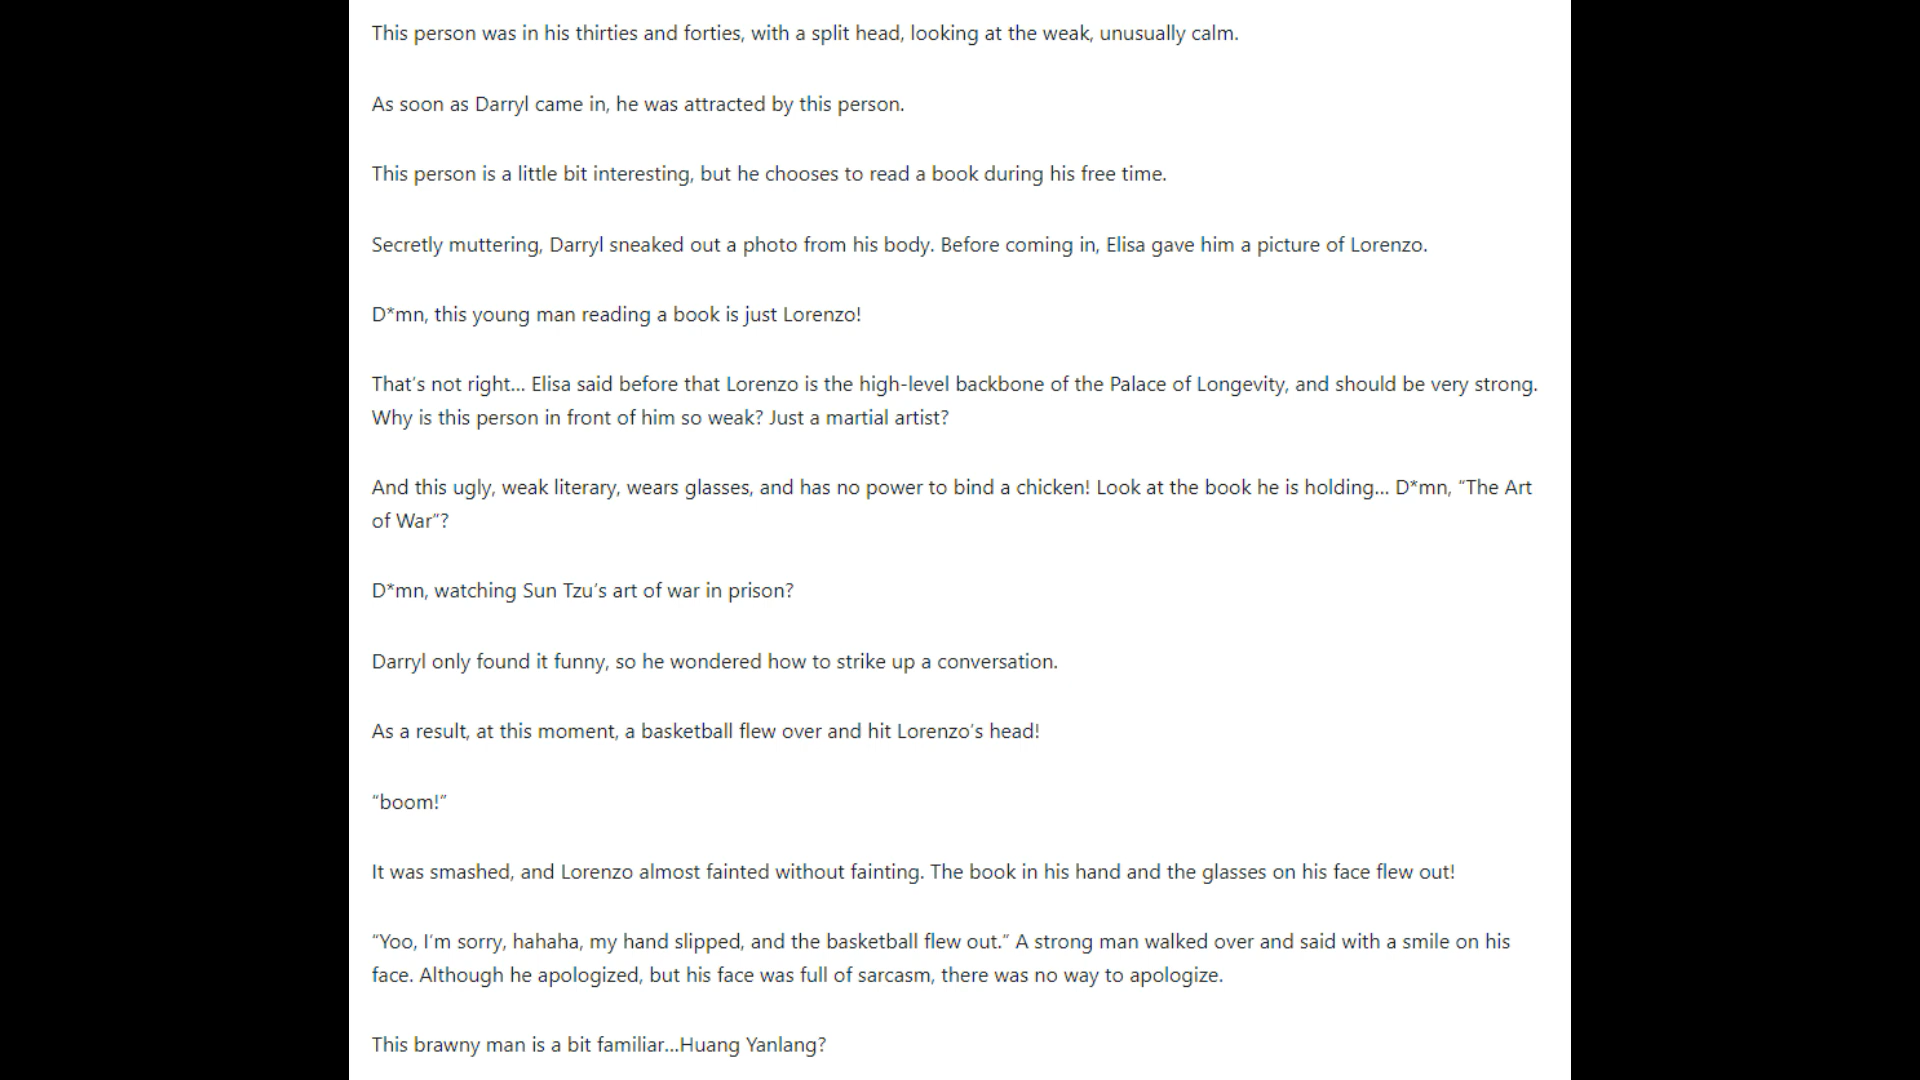 This person was in his thirties and forties, with a split head, looking at the weak, unusually calm.
As soon as Darryl came in, he was attracted by this person.
This person is a little bit interesting, but he chooses to read a book during his free time.
Secretly muttering, Darryl sneaked out a photo from his body. Before coming in, Elisa gave him a picture of Lorenzo.
D*mn, this young man reading a book is just Lorenzo!
That's not right... Elisa said before that Lorenzo is the high-level backbone of the Palace of Longevity, and should be very strong.
Why is this person in front of him so weak? Just a martial artist?
And this ugly, weak literary, wears glasses, and has no power to bind a chicken! Look at the book he is holding... D*mn, “The Art
of War”?
D*mn, watching Sun Tzu's art of war in prison?
Darryl only found it funny, so he wondered how to strike up a conversation.
As a result, at this moment, a basketball flew over and hit Lorenzo's head!
“boom!”
It was smashed, and Lorenzo almost fainted without fainting. The book in his hand and the glasses on his face flew out!
“Yoo, I'm sorry, hahaha, my hand slipped, and the basketball flew out.” A strong man walked over and said with a smile on his
face. Although he apologized, but his face was full of sarcasm, there was no way to apologize.
This brawny man is a bit familiar...Huang Yanlang?